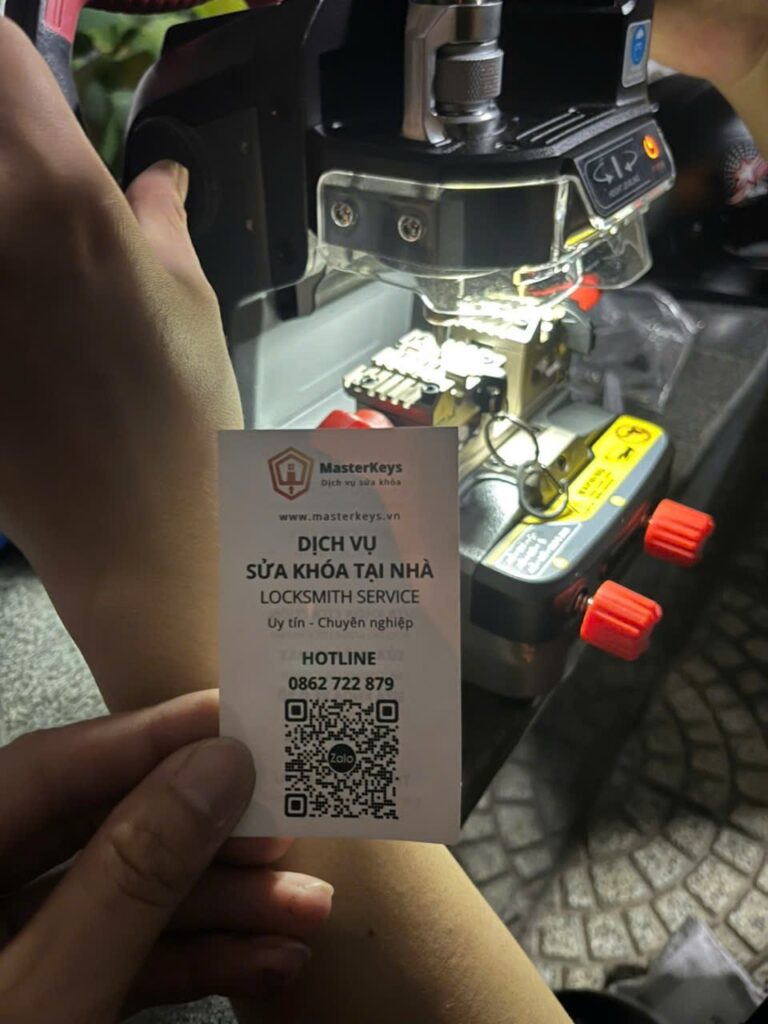 MasterKeys
Dịch vụ sửa khóa
www.masterkeys.vn
DỊCH VỤ
SỬA KHÓA TẠI NHÀ
LOCKSMITH SERVICE
Uy tín - Chuyên nghiệp
HOTLINE
0862 722 879
Zalo